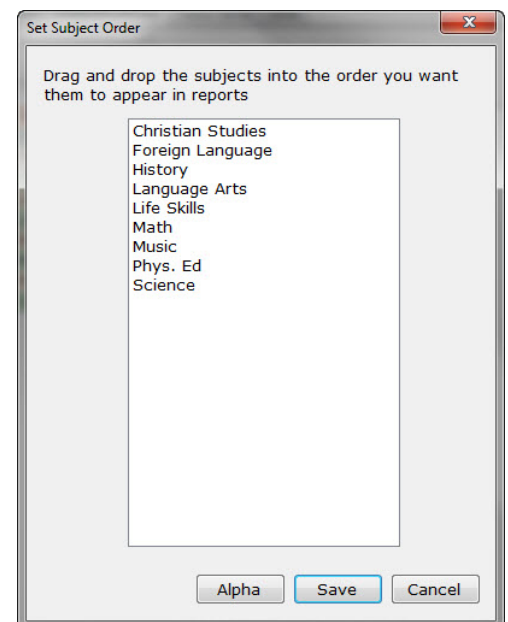 Set Subject Order
Drag and drop the subjects into the order you want
them to appear in reports
Christian Studies
Foreign Language
History
Language Arts
Life Skills
Math
Music
Phys. Ed
Science
Alpha Save Cancel